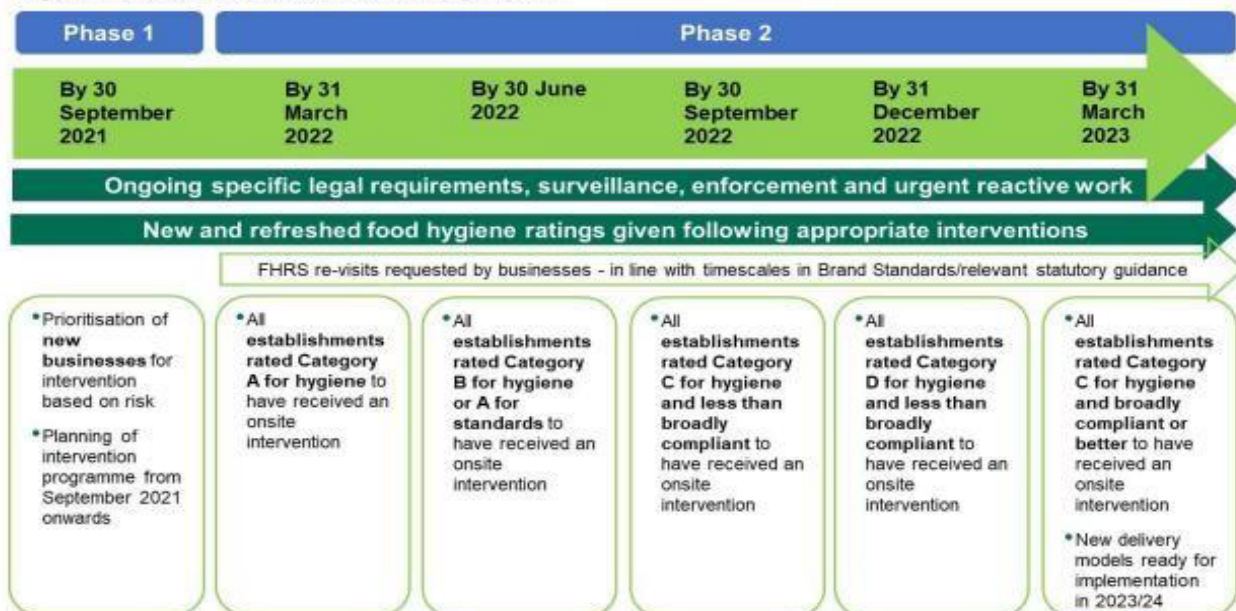 Phase 1
Phase 2
By 30
September
2021
By 31
March
2022
By 30 June
2022
By 30
September
2022
By 31
December
2022
By 31
March
2023
Ongoing specific legal requirements, surveillance, enforcement and urgent reactive work
New and refreshed food hygiene ratings given following appropriate interventions
FHRS re-visits requested by businesses - in line with timescales in Brand Standards/relevant statutory guidance
•Prioritisation of
new
businesses for
intervention
based on risk
•Planning of
intervention
programme from
September 2021
onwards
•All
establishments
rated Category
A for hygiene to
have received an
onsite
intervention
•All
establishments
rated Category
B for hygiene
or A for
standards to
have received an
onsite
intervention
•All
establishments
rated Category
C for hygiene
and less than
broadly
compliant to
have received an
onsite
intervention
•All
establishments
rated Category
D for hygiene
and less than
broadly
compliant to
have received an
onsite
intervention
•All
establishments
rated Category
C for hygiene
and broadly
compliant or
better to have
received an
onsite
intervention
•New delivery
models ready for
implementation
in 2023/24